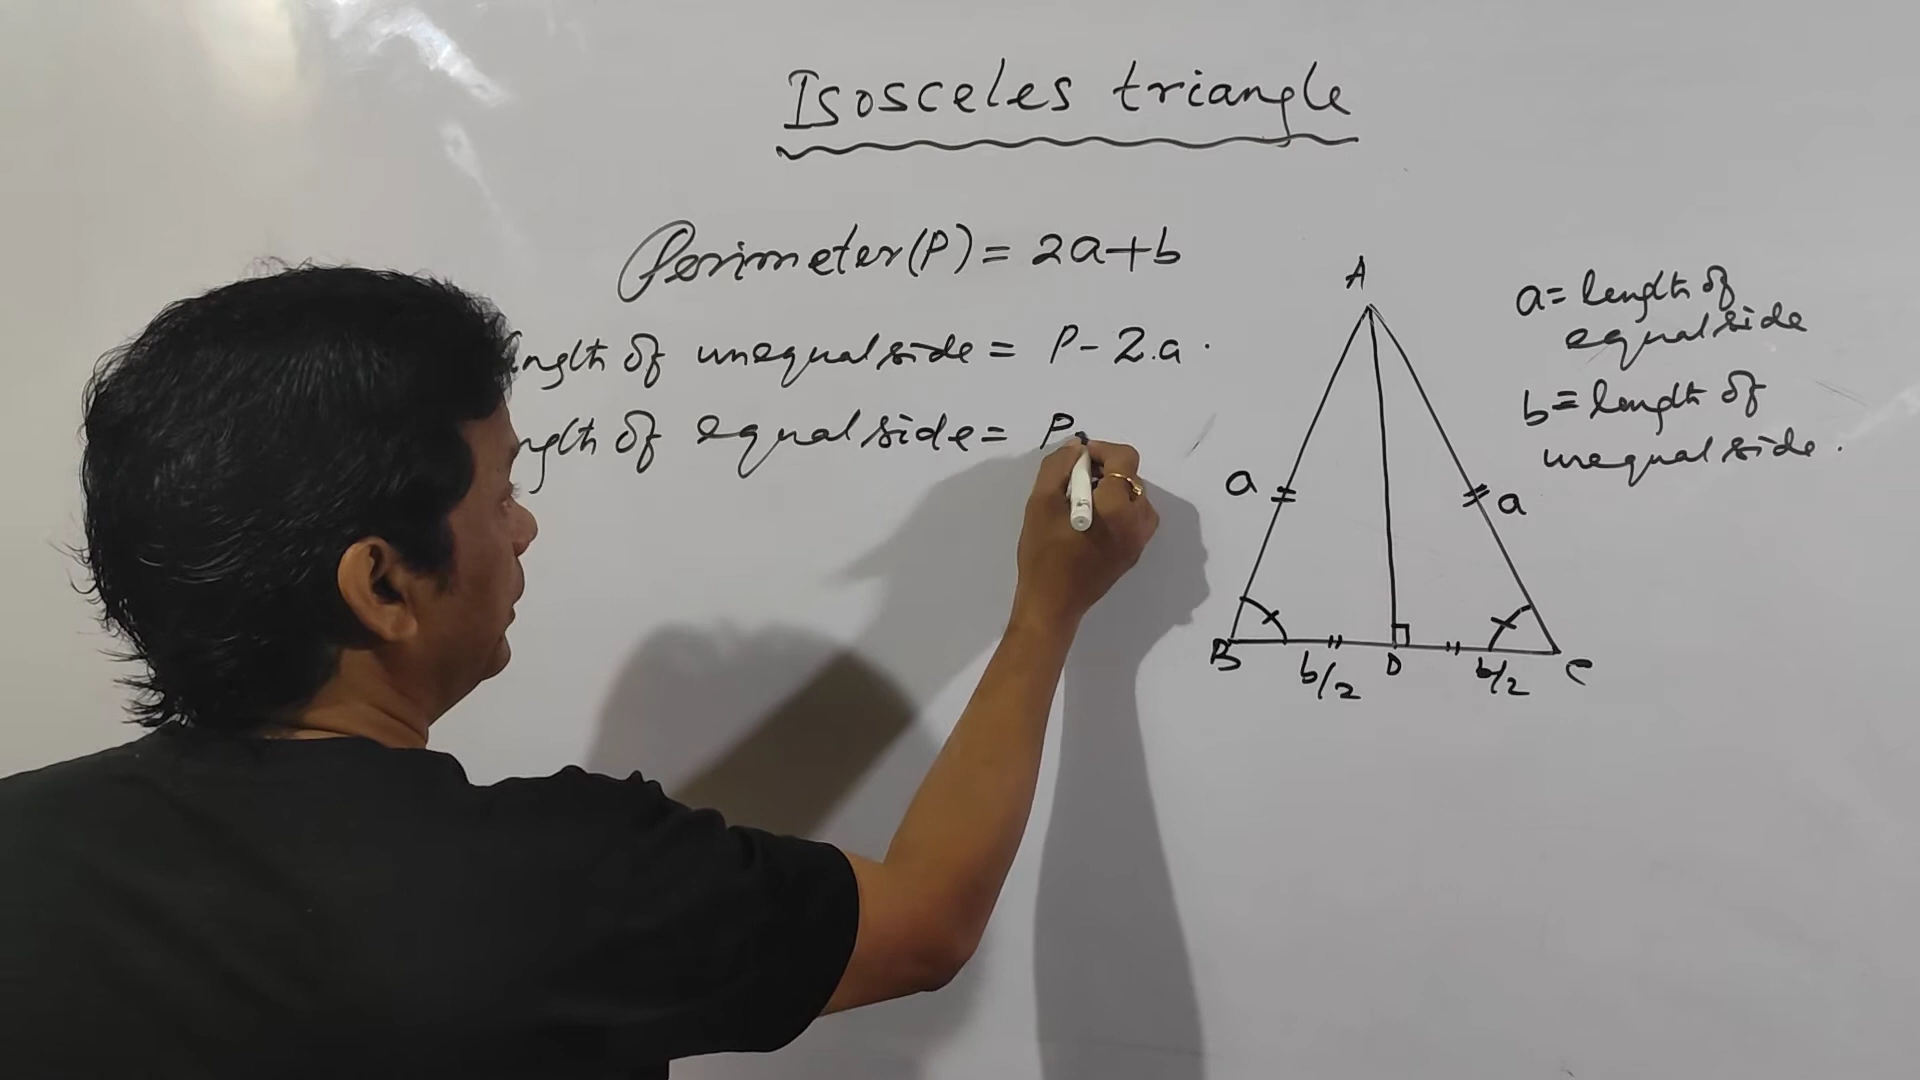 Isosceles triangle
Perimeter(P) = 2a+b
ngth of unequal side = P - 2.a.
ngth of equal side = P-
a = length of
equal side
b = length of
unequal side.
A
a
a
B
b/2
D
b/2
C